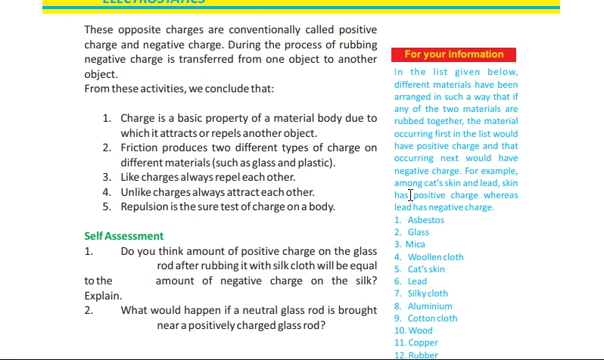 ELECTROSTATICS
These opposite charges are conventionally called positive
charge and negative charge. During the process of rubbing
negative charge is transferred from one object to another
object.
From these activities, we conclude that:
1. Charge is a basic property of a material body due to
which it attracts or repels another object.
2. Friction produces two different types of charge on
different materials (such as glass and plastic).
3. Like charges always repel each other.
4. Unlike charges always attract each other.
5. Repulsion is the sure test of charge on a body.
Self Assessment
1. Do you think amount of positive charge on the glass
rod after rubbing it with silk cloth will be equal
to the amount of negative charge on the silk?
Explain.
2. What would happen if a neutral glass rod is brought
near a positively charged glass rod?
For your information
In the list given below,
different materials have been
arranged in such a way that if
any of the two materials are
rubbed together, the material
occurring first in the list would
have positive charge and that
occurring next would have
negative charge. For example,
among cat's skin and lead, skin
has positive charge whereas
lead has negative charge.
1. Asbestos
2. Glass
3. Mica
4. Woollen cloth
5. Cat's skin
6. Lead
7. Silky cloth
8. Aluminium
9. Cotton cloth
10. Wood
11. Copper
12. Rubber